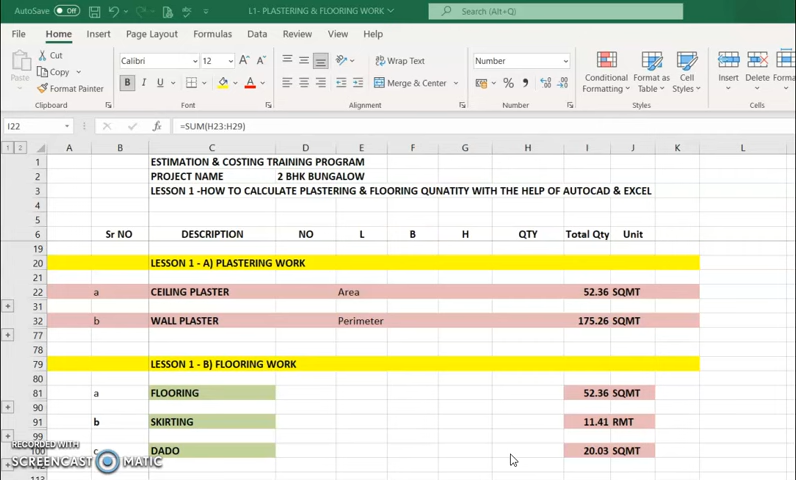 AutoSave Off L1- PLASTERING & FLOORING WORK Search (Alt+Q)
File Home Insert Page Layout Formulas Data Review View Help
Paste Cut Copy Format Painter Clipboard
Calibri 12 A A B I U A Font
ab Wrap Text Merge & Center Alignment
Number % Number
Conditional Formatting Format as Table Cell Styles Styles
Insert Delete Format Cells
I22 fx =SUM(H23:H29)
1 2 A B C D E F G H I J K L
1 ESTIMATION & COSTING TRAINING PROGRAM
2 PROJECT NAME 2 BHK BUNGALOW
3 LESSON 1 -HOW TO CALCULATE PLASTERING & FLOORING QUNATITY WITH THE HELP OF AUTOCAD & EXCEL
4
5
6 Sr NO DESCRIPTION NO L B H QTY Total Qty Unit
19
20 LESSON 1 - A) PLASTERING WORK
21
22 a CEILING PLASTER Area 52.36 SQMT
31
32 b WALL PLASTER Perimeter 175.26 SQMT
77
78
79 LESSON 1 - B) FLOORING WORK
80
81 a FLOORING 52.36 SQMT
90
91 b SKIRTING 11.41 RMT
99
100 c DADO 20.03 SQMT
RECORDED WITH
SCREENCAST MATIC